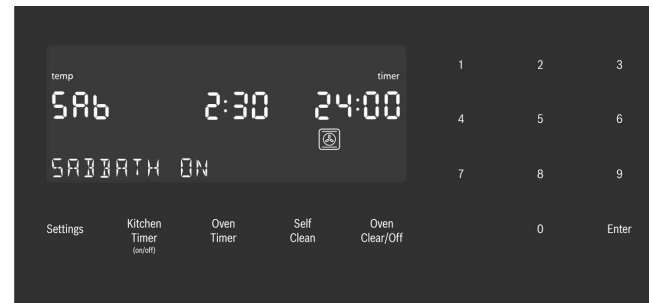 temp timer
SAb 2:30 24:00
SABBATH ON
Settings
Kitchen
Timer
(on/off)
Oven
Timer
Self
Clean
Oven
Clear/Off
1 2 3
4 5 6
7 8 9
0 Enter